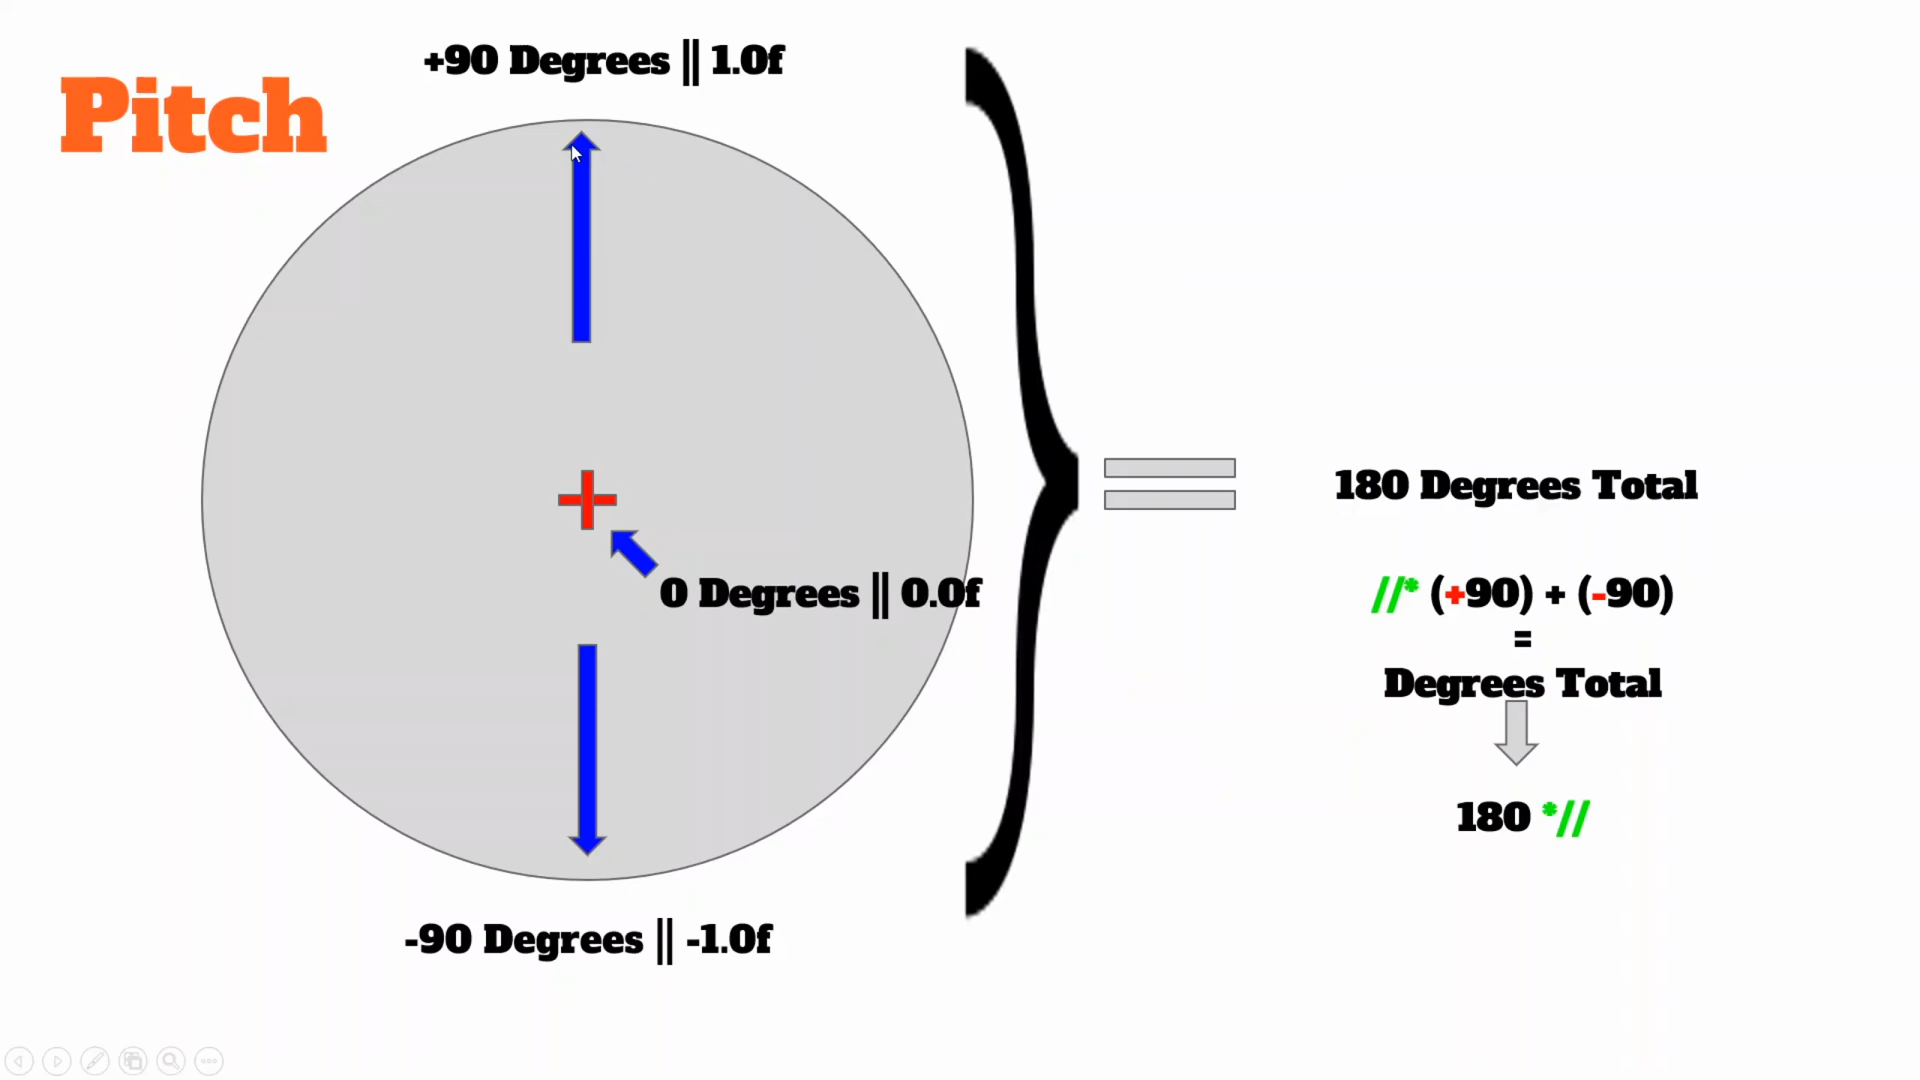 Pitch
+90 Degrees || 1.0f
0 Degrees || 0.0f
-90 Degrees || -1.0f
180 Degrees Total
//* (+90) + (-90)
=
Degrees Total
180 *//